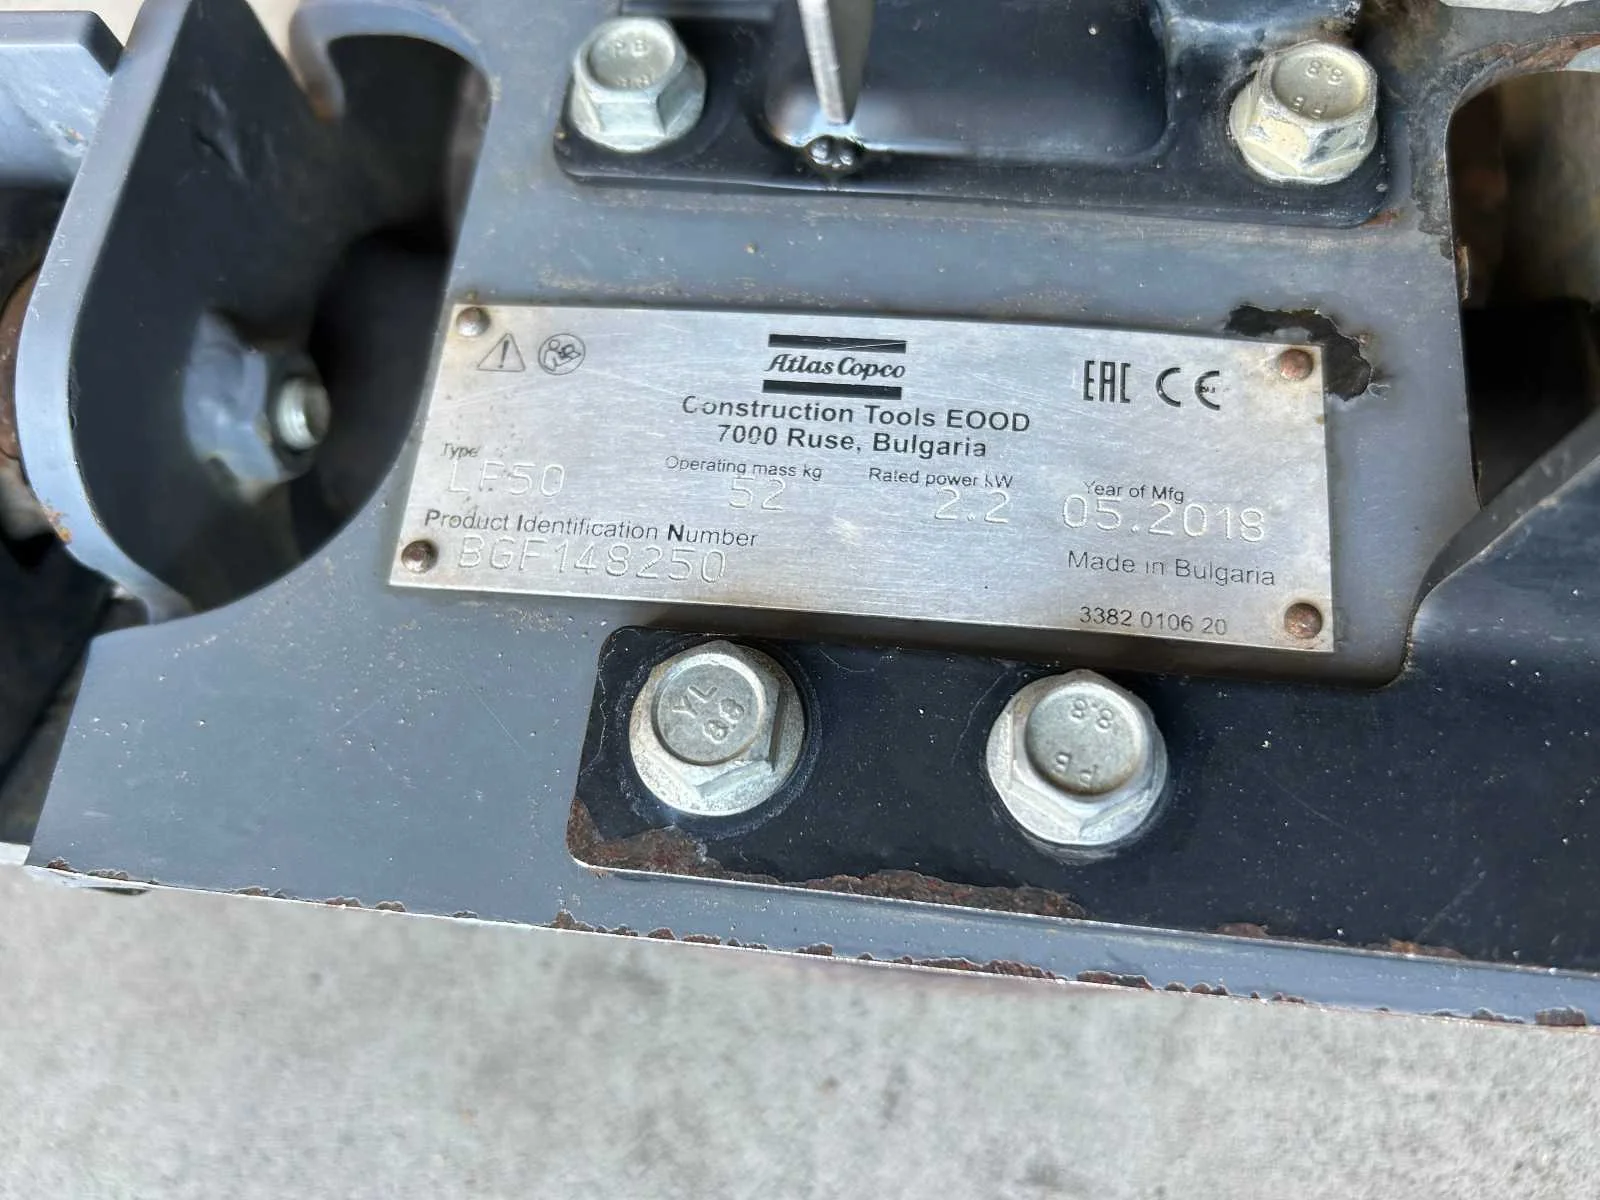 PB
8.8
8.8
PB
Atlas Copco
EAC CE
Construction Tools EOOD
7000 Ruse, Bulgaria
Type
Operating mass kg
Rated power kW
Year of Mfg
LF50
52
2.2
05.2018
Product Identification Number
BGF148250
Made in Bulgaria
3382 0106 20
YL
88
8.8
PB